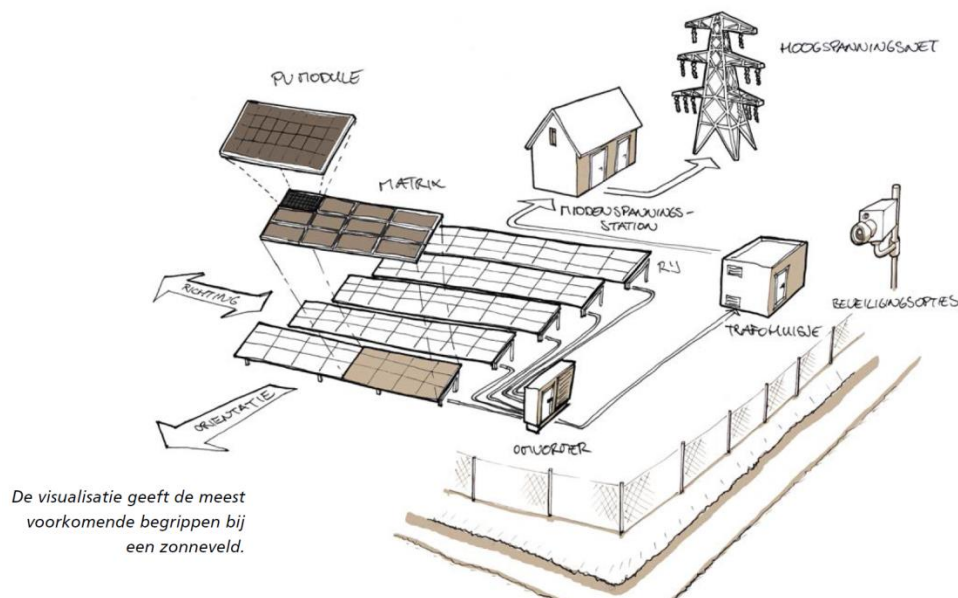 HOOGSPANNINGSNET
PV MODULE
MATRIX
MIDDENSPANNINGS-
STATION
RIJ
BEVEILIGINGSOPTIES
RICHTING
TRAFOHUISJE
ORIENTATIE
OMVORMER
De visualisatie geeft de meest
voorkomende begrippen bij
een zonneveld.